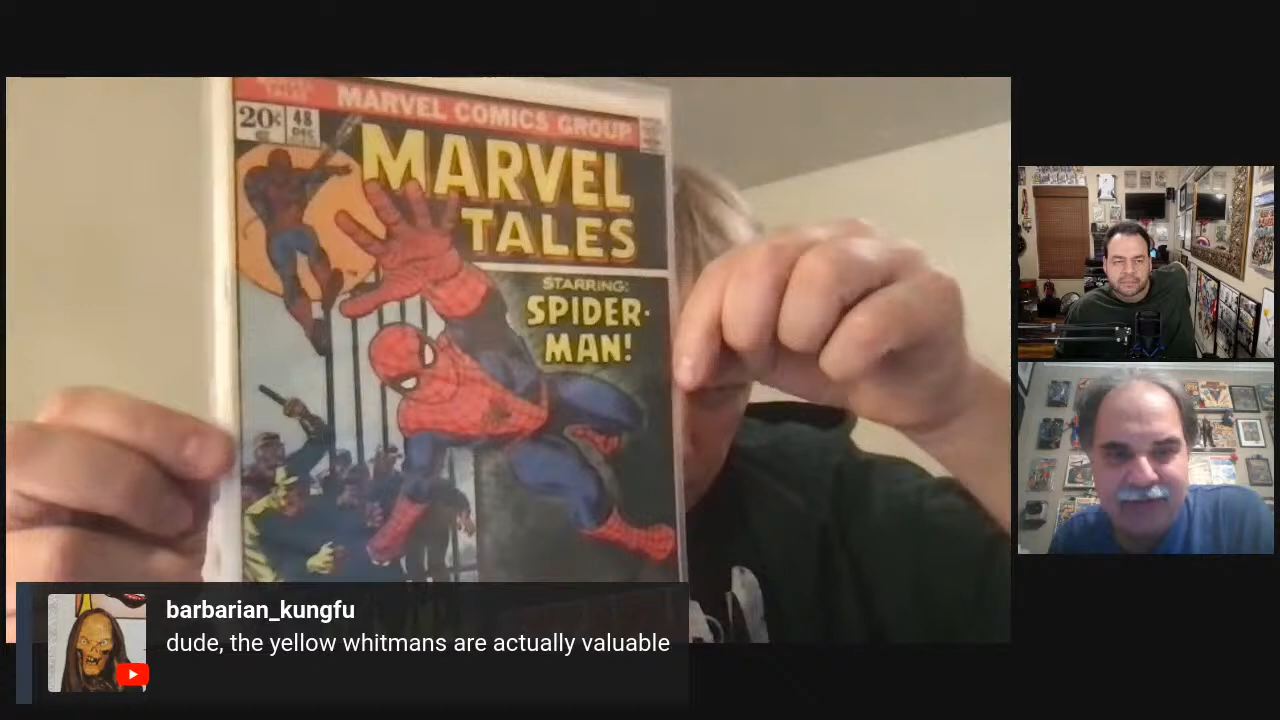 MARVEL COMICS GROUP
20¢
48
DEC
MARVEL
TALES
STARRING:
SPIDER-
MAN!
barbarian_kungfu
dude, the yellow whitmans are actually valuable